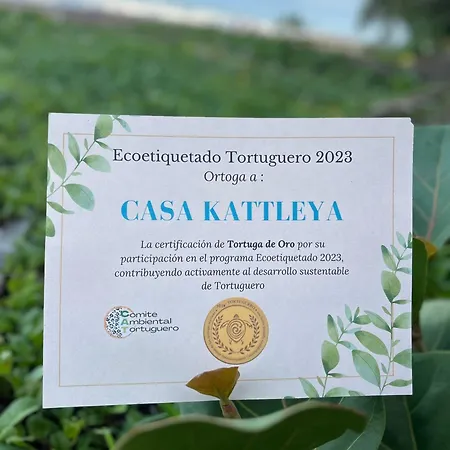 Ecoetiquetado Tortuguero 2023
Ortoga a :
CASA KATTLEYA
La certificación de Tortuga de Oro por su
participación en el programa Ecoetiquetado 2023,
contribuyendo activamente al desarrollo sustentable
de Tortuguero
Comite
Ambiental
Tortuguero